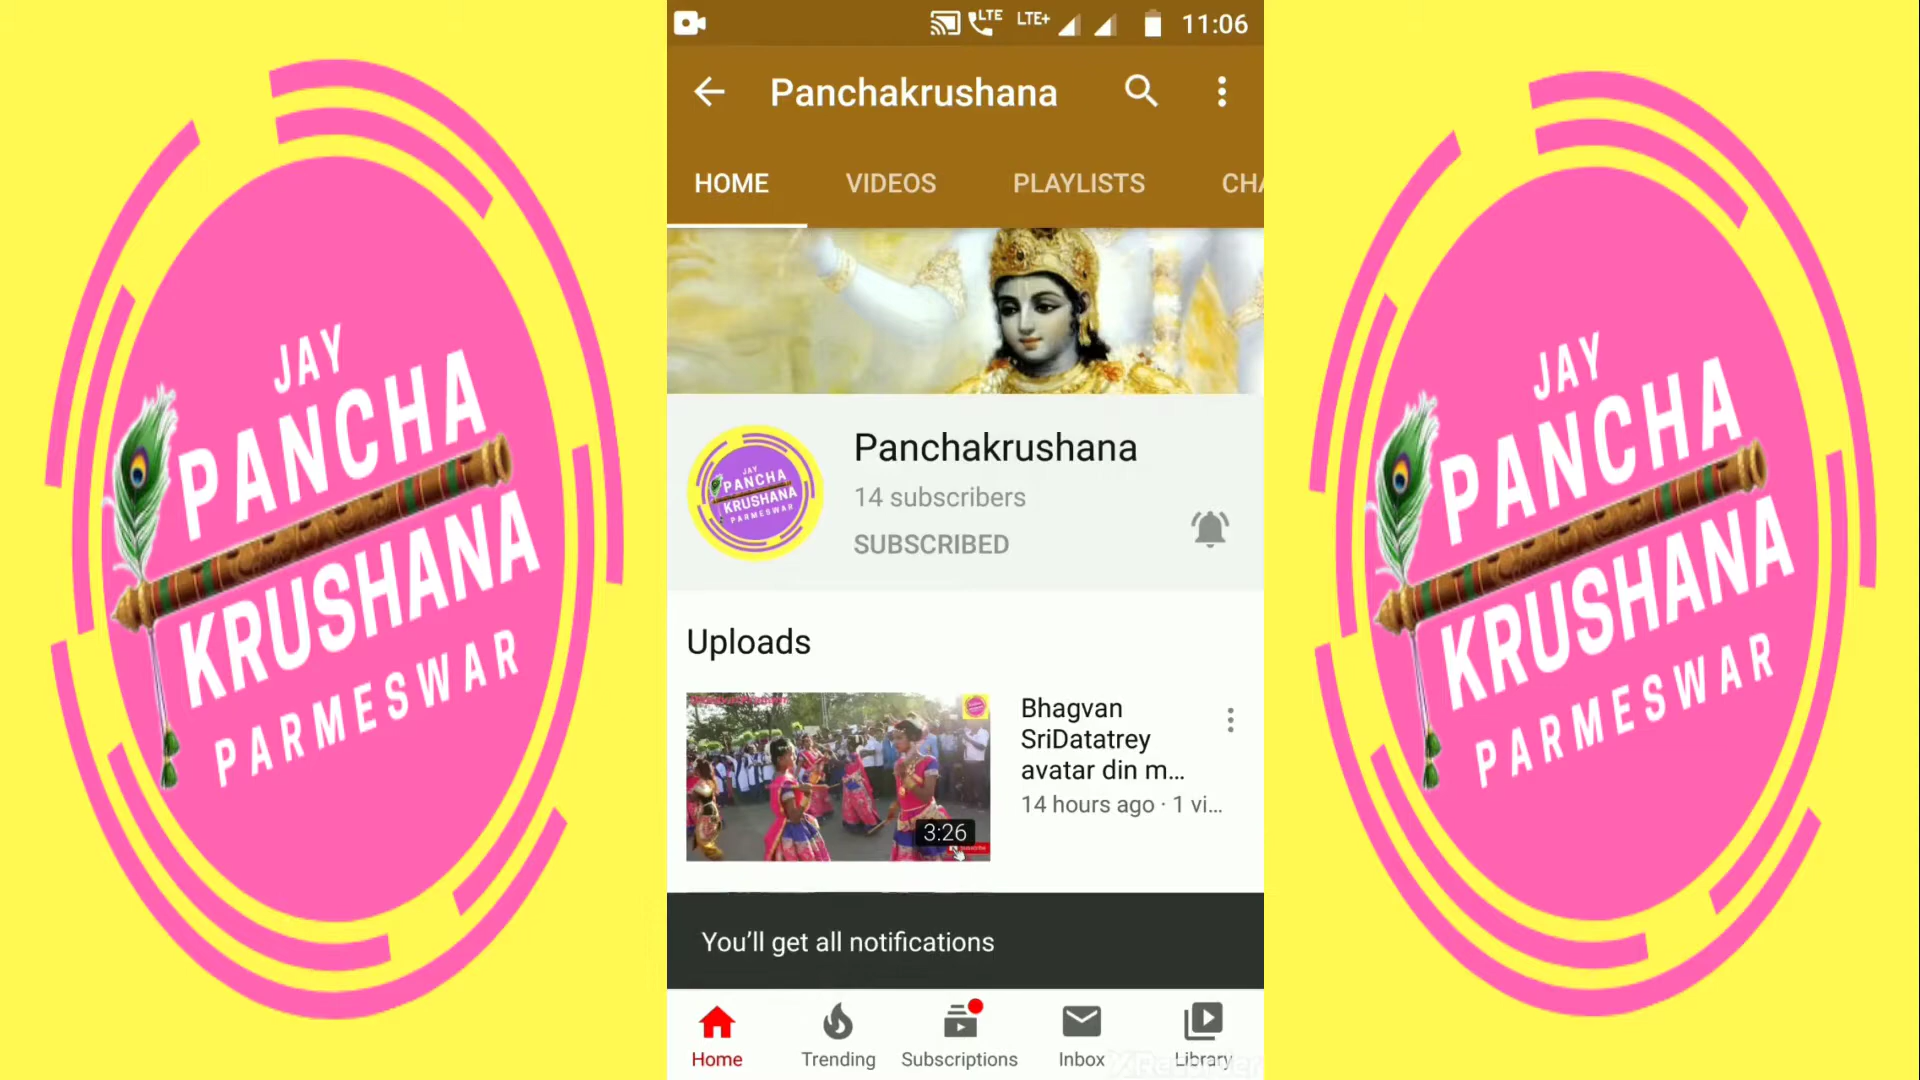 JAY
PANCHA
KRUSHANA
PARMESWAR
LTE LTE+ 11:06
Panchakrushana
HOME VIDEOS PLAYLISTS CHA
JAY
PANCHA
KRUSHANA
PARMESWAR
Panchakrushana
14 subscribers
SUBSCRIBED
Uploads
3:26
Bhagvan
SriDatatrey
avatar din m...
14 hours ago · 1 vi...
You’ll get all notifications
Home Trending Subscriptions Inbox Library
JAY
PANCHA
KRUSHANA
PARMESWAR